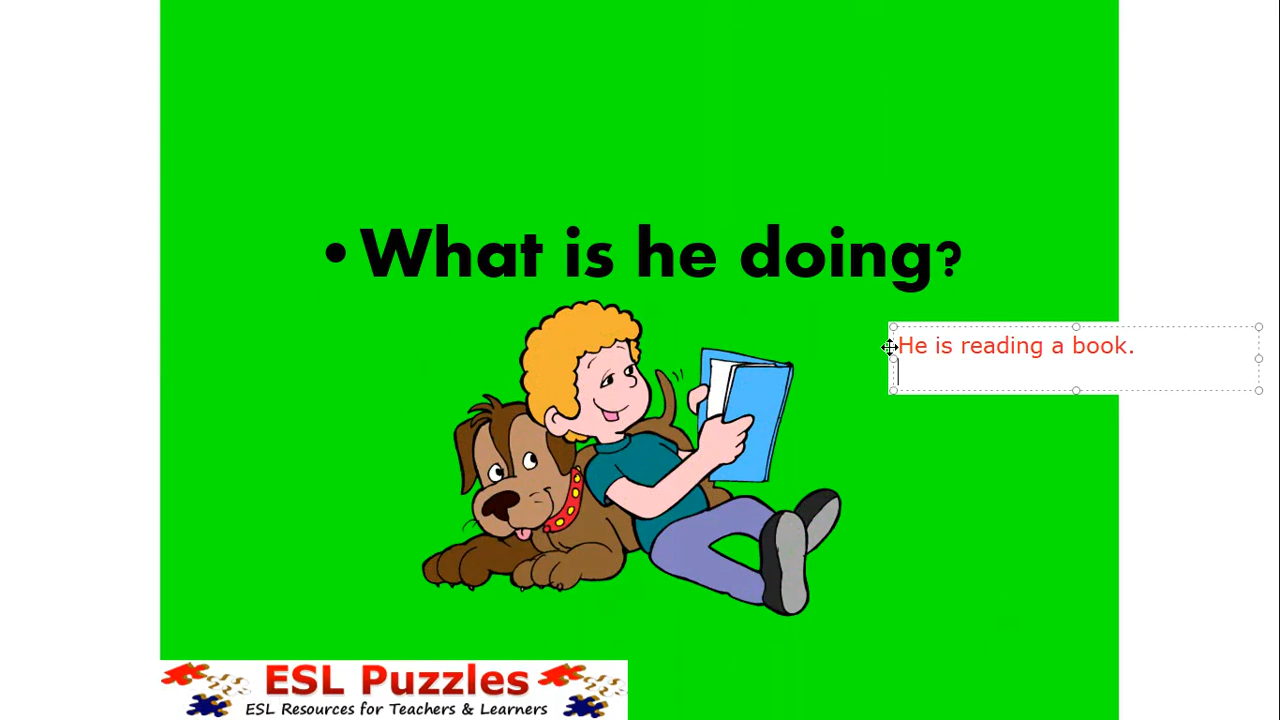 • What is he doing?
He is reading a book.
ESL Puzzles
ESL Resources for Teachers & Learners